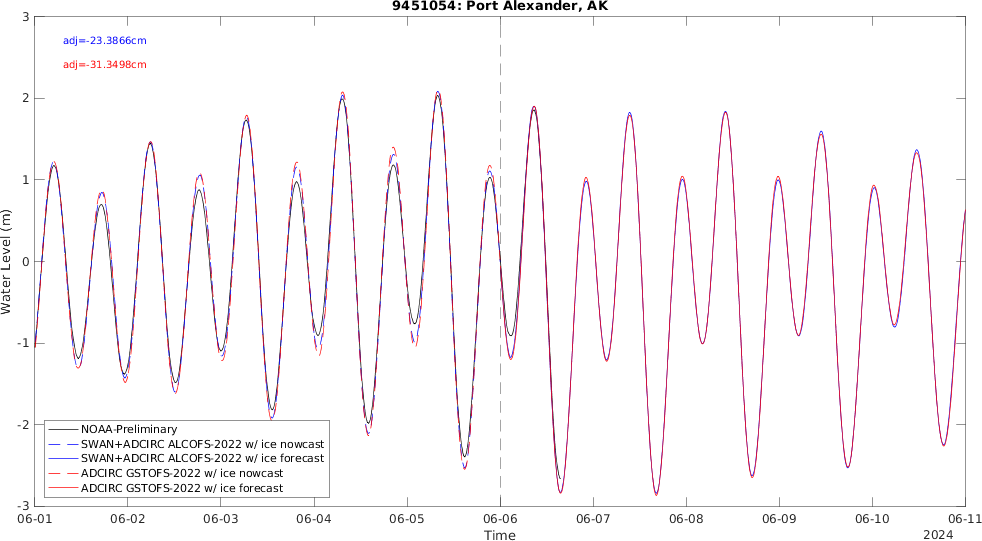 9451054: Port Alexander, AK
adj=-23.3866cm
adj=-31.3498cm
3
2
1
0
-1
-2
-3
Water Level (m)
NOAA-Preliminary
SWAN+ADCIRC ALCOFS-2022 w/ ice nowcast
SWAN+ADCIRC ALCOFS-2022 w/ ice forecast
ADCIRC GSTOFS-2022 w/ ice nowcast
ADCIRC GSTOFS-2022 w/ ice forecast
06-01 06-02 06-03 06-04 06-05 06-06 06-07 06-08 06-09 06-10 06-11
Time
2024